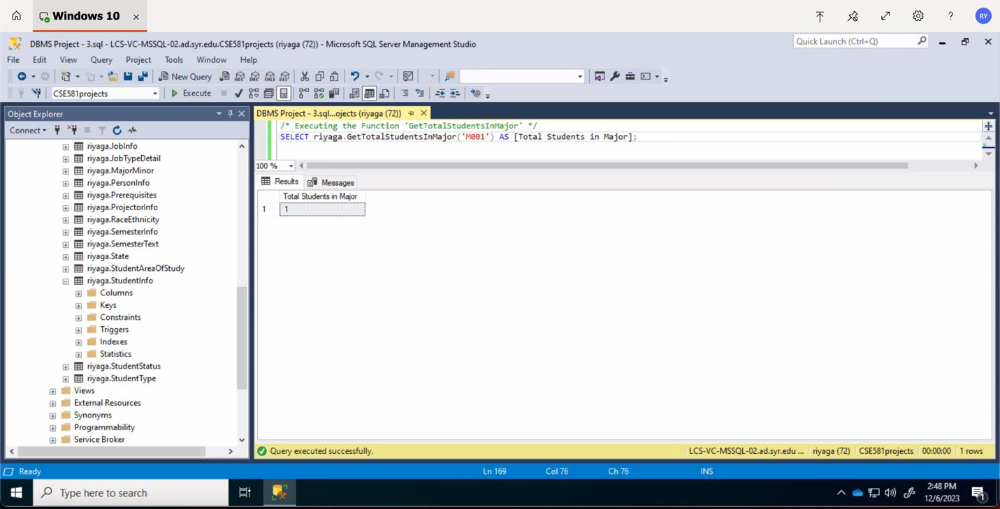 Windows 10
RY
DBMS Project - 3.sql - LCS-VC-MSSQL-02.ad.syr.edu.CSE581projects (riyaga (72)) - Microsoft SQL Server Management Studio
Quick Launch (Ctrl+Q)
File Edit View Query Project Tools Window Help
New Query
CSE581projects
Execute
Object Explorer
Connect
riyaga.JobInfo
riyaga.JobTypeDetail
riyaga.MajorMinor
riyaga.PersonInfo
riyaga.Prerequisites
riyaga.ProjectorInfo
riyaga.RaceEthnicity
riyaga.SemesterInfo
riyaga.SemesterText
riyaga.State
riyaga.StudentAreaOfStudy
riyaga.StudentInfo
Columns
Keys
Constraints
Triggers
Indexes
Statistics
riyaga.StudentStatus
riyaga.StudentType
Views
External Resources
Synonyms
Programmability
Service Broker
DBMS Project - 3.sql...ojects (riyaga (72))
/* Executing the Function 'GetTotalStudentsInMajor' */
SELECT riyaga.GetTotalStudentsInMajor('M001') AS [Total Students in Major];
100 %
Results Messages
Total Students in Major
1 1
Query executed successfully.
LCS-VC-MSSQL-02.ad.syr.edu ... riyaga (72) CSE581projects 00:00:00 1 rows
Ready Ln 169 Col 76 Ch 76 INS
Type here to search
2:48 PM
12/6/2023
1